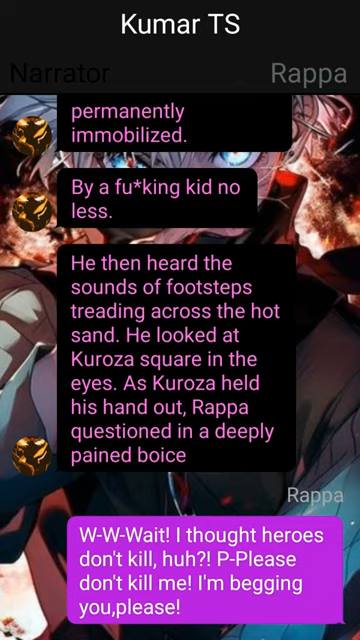 Kumar TS
Narrator
Rappa
permanently
immobilized.
By a fu*king kid no
less.
He then heard the
sounds of footsteps
treading across the hot
sand. He looked at
Kuroza square in the
eyes. As Kuroza held
his hand out, Rappa
questioned in a deeply
pained boice
Rappa
W-W-Wait! I thought heroes
don't kill, huh?! P-Please
don't kill me! I'm begging
you,please!